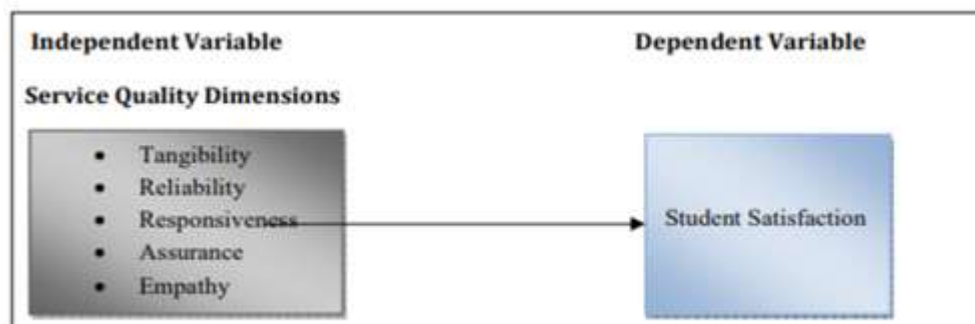 Independent Variable
Dependent Variable
Service Quality Dimensions
• Tangibility
• Reliability
• Responsiveness
• Assurance
• Empathy
Student Satisfaction